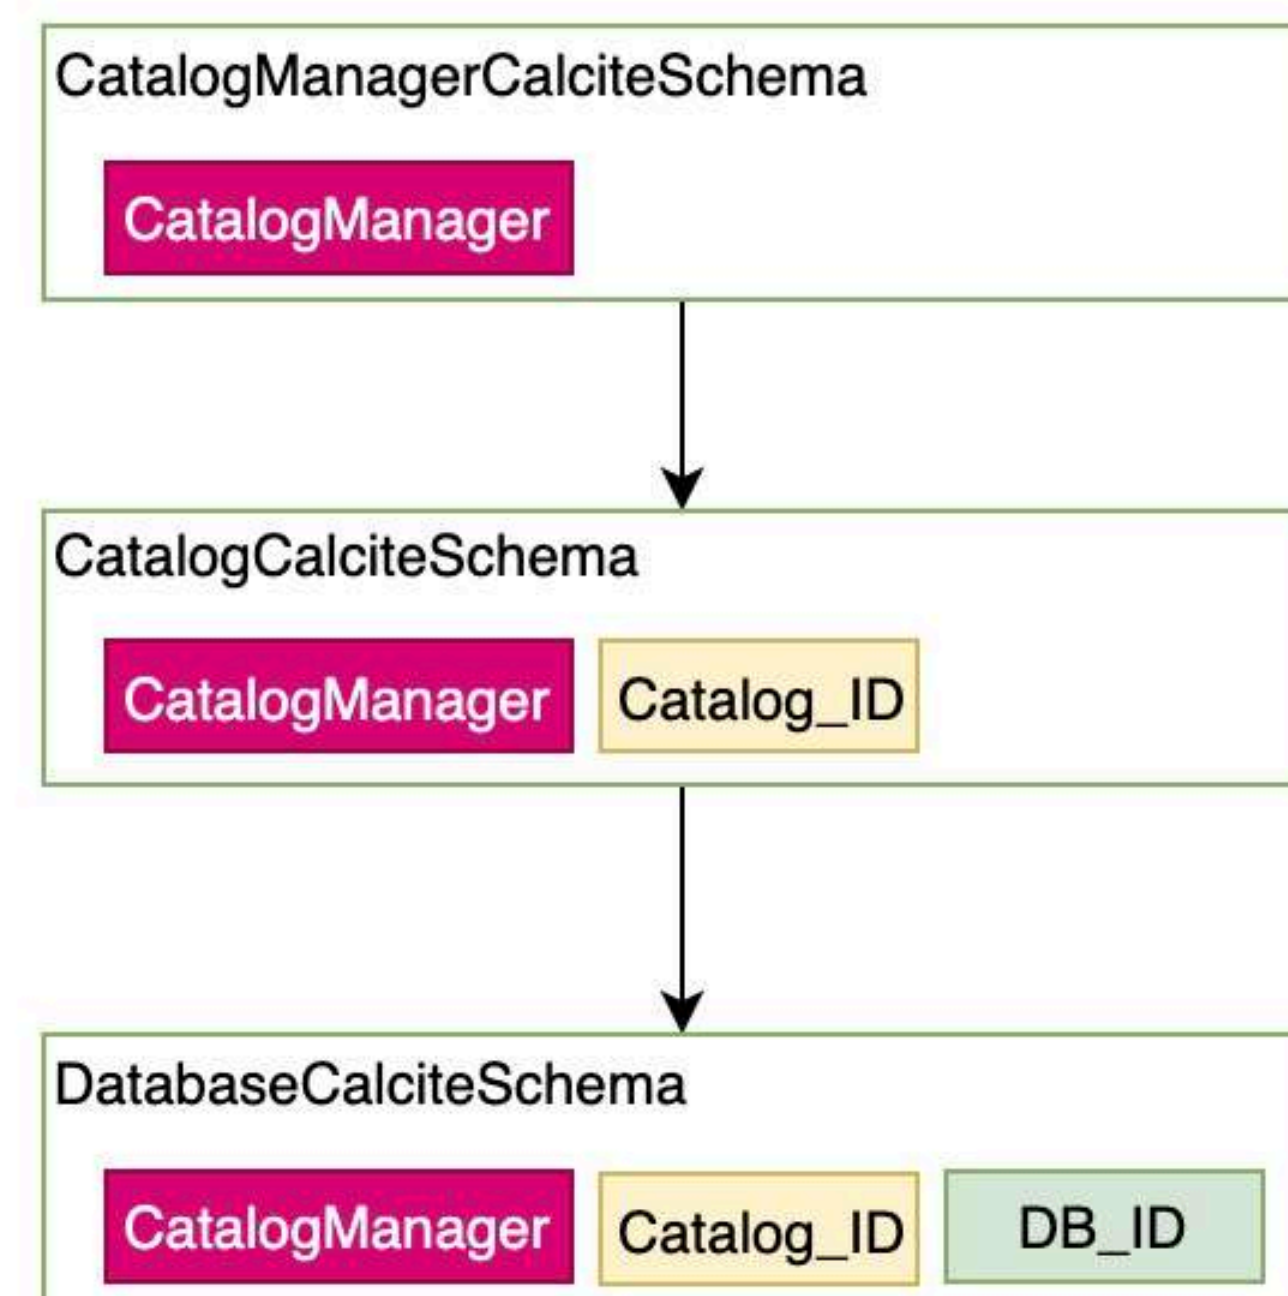 CatalogManagerCalciteSchema
CatalogManager
CatalogCalciteSchema
CatalogManager Catalog_ID
DatabaseCalciteSchema
CatalogManager Catalog_ID DB_ID